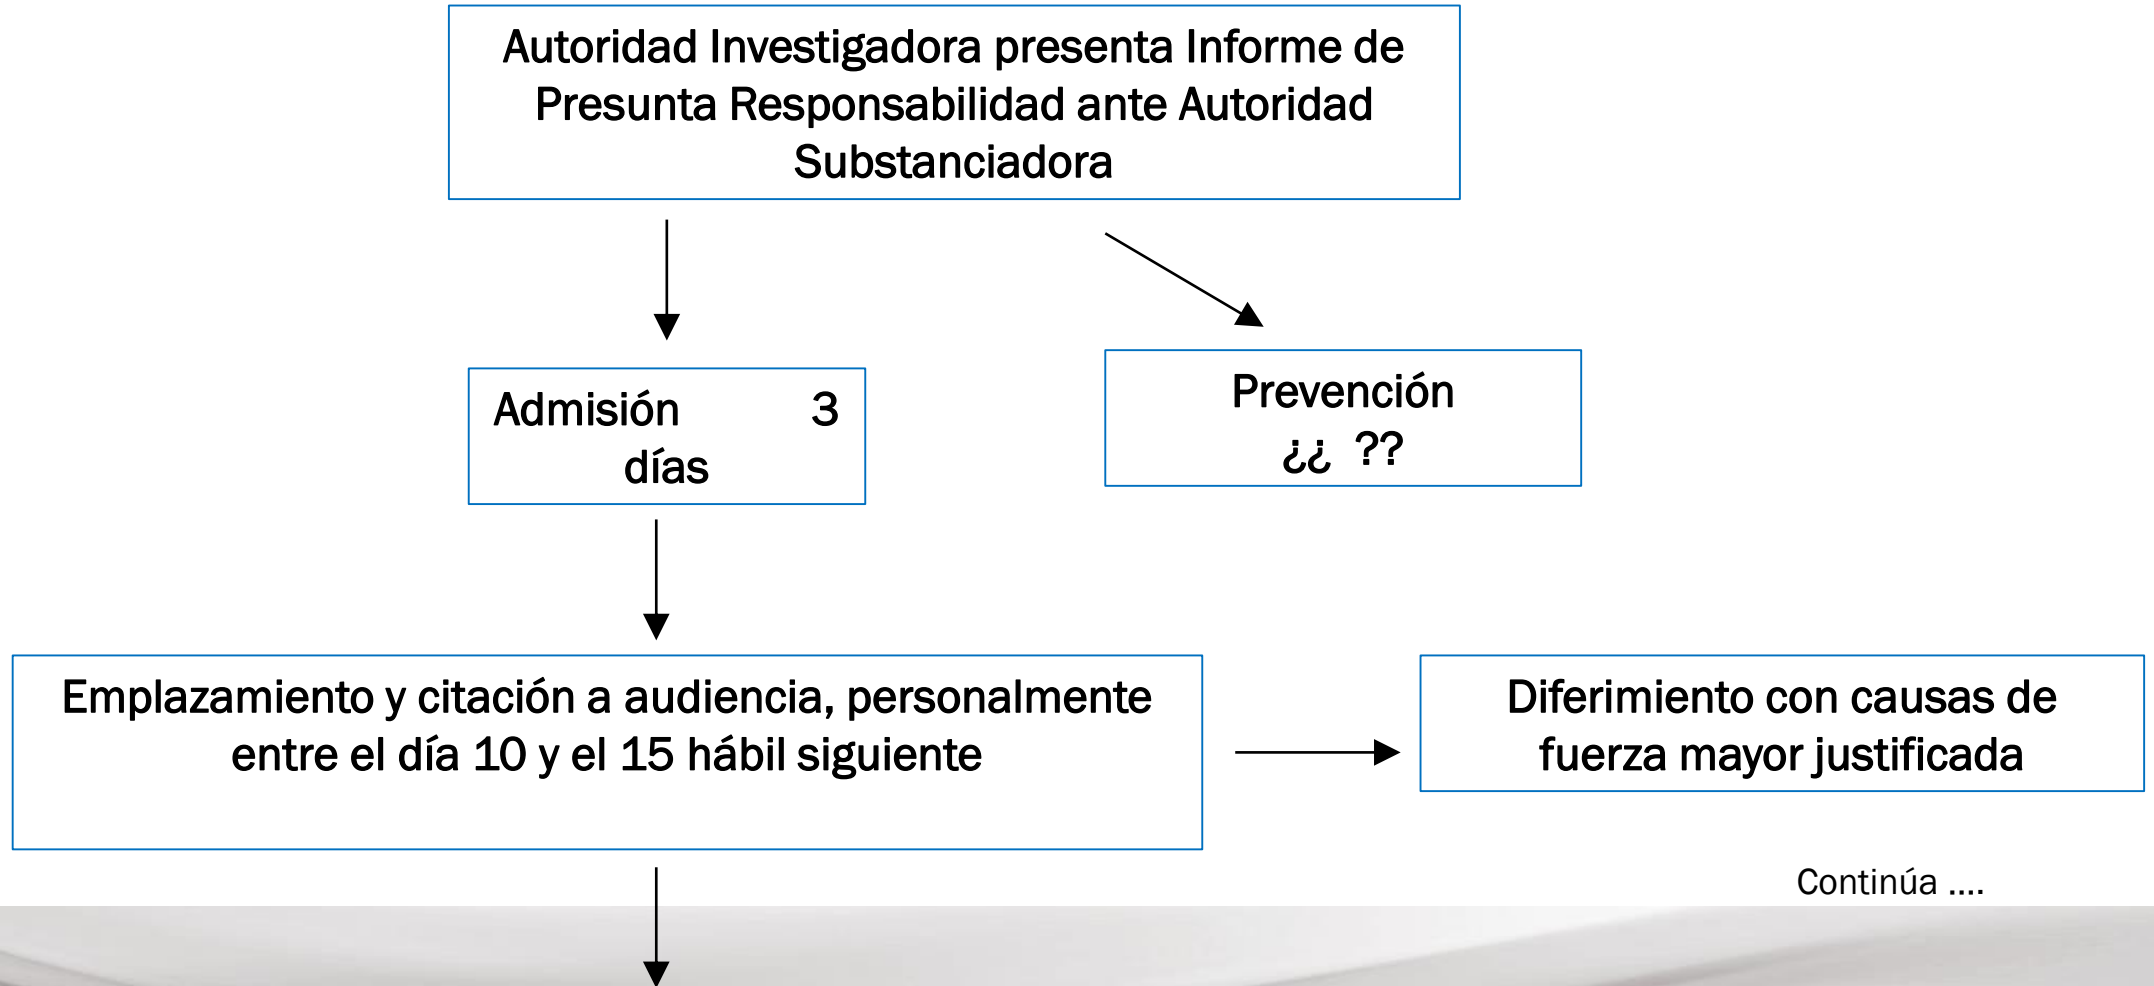 Autoridad Investigadora presenta Informe de
Presunta Responsabilidad ante Autoridad
Substanciadora
Admisión 3
días
Prevención
¿¿ ??
Emplazamiento y citación a audiencia, personalmente
entre el día 10 y el 15 hábil siguiente
Diferimiento con causas de
fuerza mayor justificada
Continúa ....